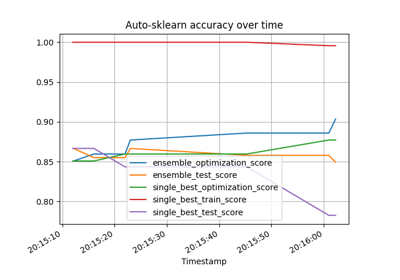 Auto-sklearn accuracy over time
1.00
0.95
0.90
0.85
0.80
ensemble_optimization_score
ensemble_test_score
single_best_optimization_score
single_best_train_score
single_best_test_score
20:15:10
20:15:20
20:15:30
20:15:40
20:15:50
20:16:00
Timestamp